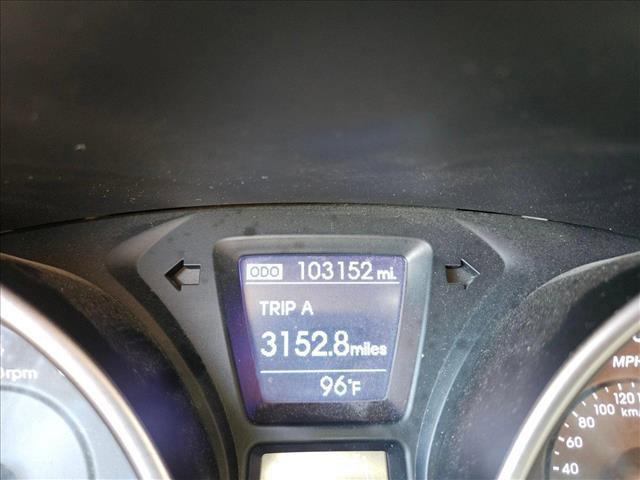 ODO 103152 mi.
TRIP A
3152.8 miles
96°F
rpm
MPH
120
100 km/
80
60
40